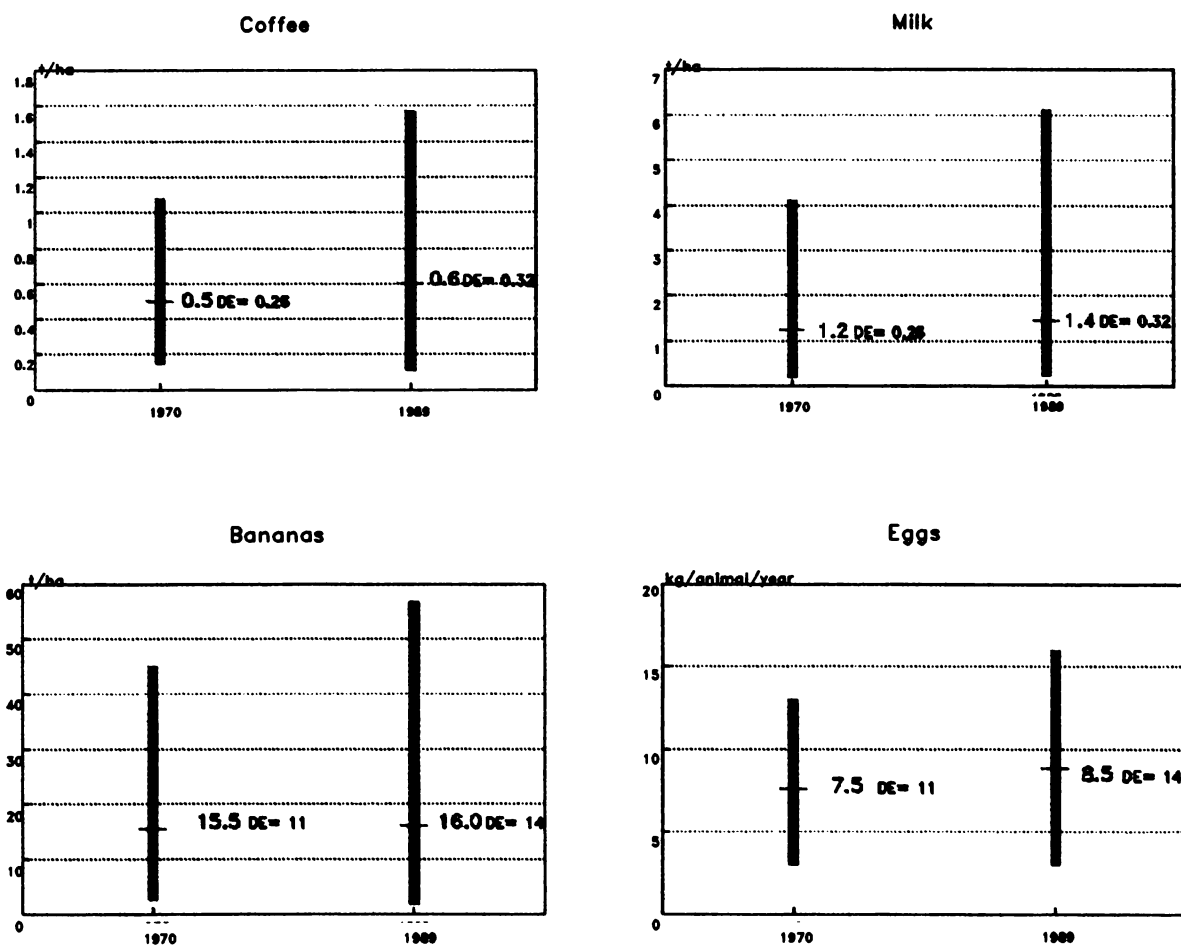 Coffee
t/ha
1.8
1.6
1.4
1.2
1
0.8
0.6
0.4
0.2
0
0.5 DE= 0.26
0.6 DE= 0.32
1970
1989
Milk
t/ha
7
6
5
4
3
2
1
0
1.2 DE= 0.26
1.4 DE= 0.32
1970
1989
Bananas
t/ha
60
50
40
30
20
10
0
15.5 DE= 11
16.0 DE= 14
1970
1989
Eggs
kg/animal/year
20
15
10
5
0
7.5 DE= 11
8.5 DE= 14
1970
1989